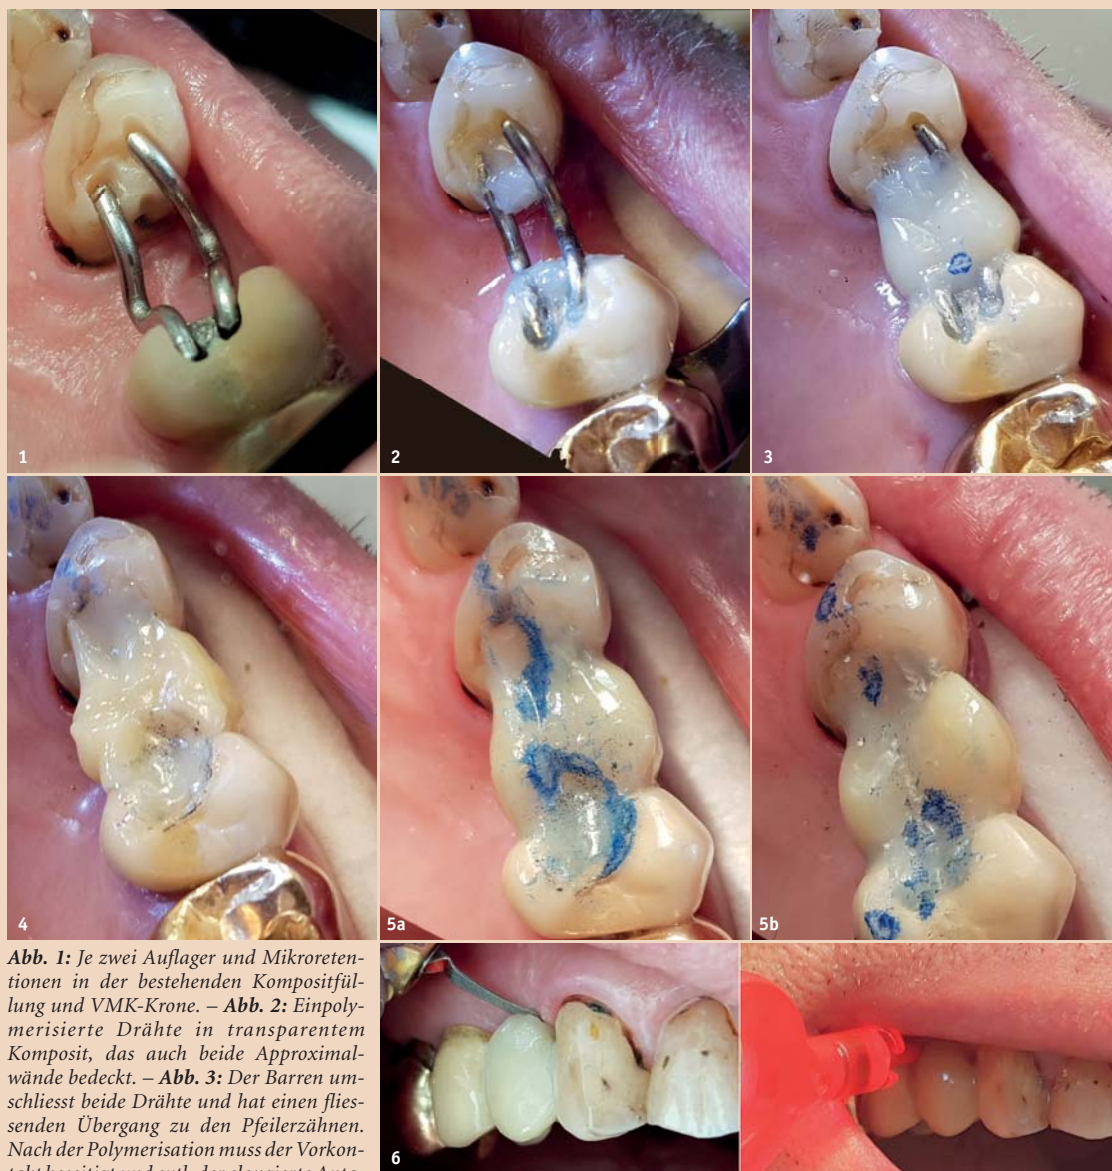 1
2
3
4
5a
5b
Abb. 1: Je zwei Auflager und Mikroreten-
tionen in der bestehenden Kompositfül-
lung und VMK-Krone. – Abb. 2: Einpoly-
merisierte Drähte in transparentem
Komposit, das auch beide Approximal-
wände bedeckt. – Abb. 3: Der Barren um-
schliesst beide Drähte und hat einen flies-
senden Übergang zu den Pfeilerzähnen.
Nach der Polymerisation muss der Vorkon-
6